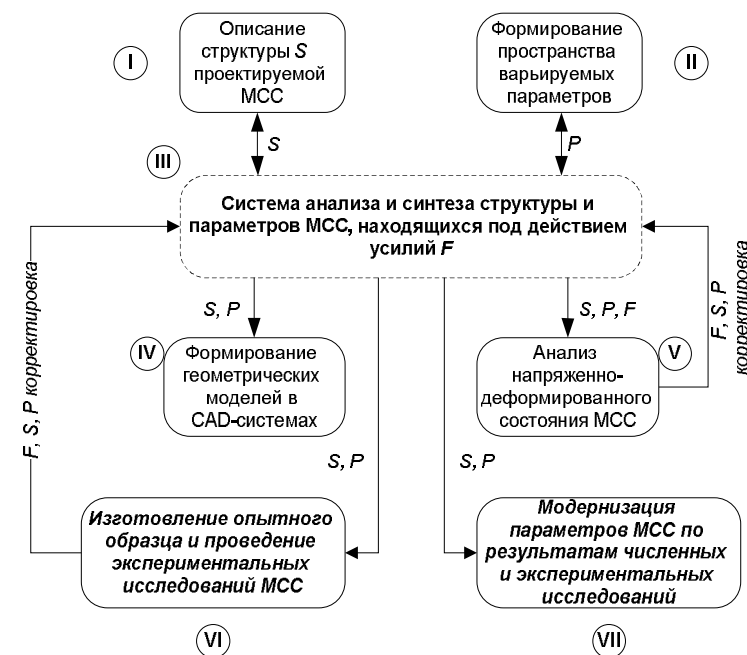 I
Описание
структуры S
проектируемой
МСС
Формирование
пространства
варьируемых
параметров
II
S
P
III
Система анализа и синтеза структуры и
параметров МСС, находящихся под действием
усилий F
F, S, P корректировка
F, S, P
корректировка
S, P
S, P, F
IV
Формирование
геометрических
моделей в
CAD-системах
Анализ
напряженно-
деформированного
состояния МСС
V
S, P
S, P
Изготовление опытного
образца и проведение
экспериментальных
исследований МСС
Модернизация
параметров МСС по
результатам численных
и экспериментальных
исследований
VI
VII